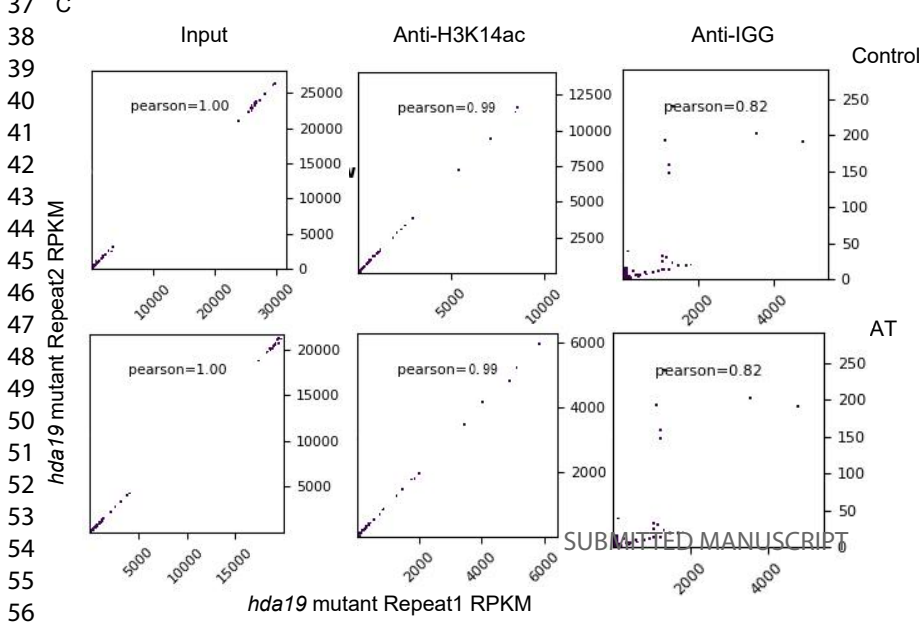 37 C
38 Input Anti-H3K14ac Anti-IGG
39 Control
40 pearson=1.00 25000 pearson=0.99 12500 pearson=0.82 250
41 20000 10000 200
42 15000 7500 150
43 10000 5000 100
44 5000 2500 50
45 0 0
46 10000 20000 30000 5000 10000 2000 4000
47
48 pearson=1.00 20000 pearson=0.99 6000 pearson=0.82 250 AT
49 15000 4000 200
50 10000 150
51 2000 100
52 5000 50
53 0
54 SUBMITTED MANUSCRIPT
55 5000 10000 15000 2000 4000 6000 2000 4000
56 hda19 mutant Repeat1 RPKM
hda19 mutant Repeat2 RPKM